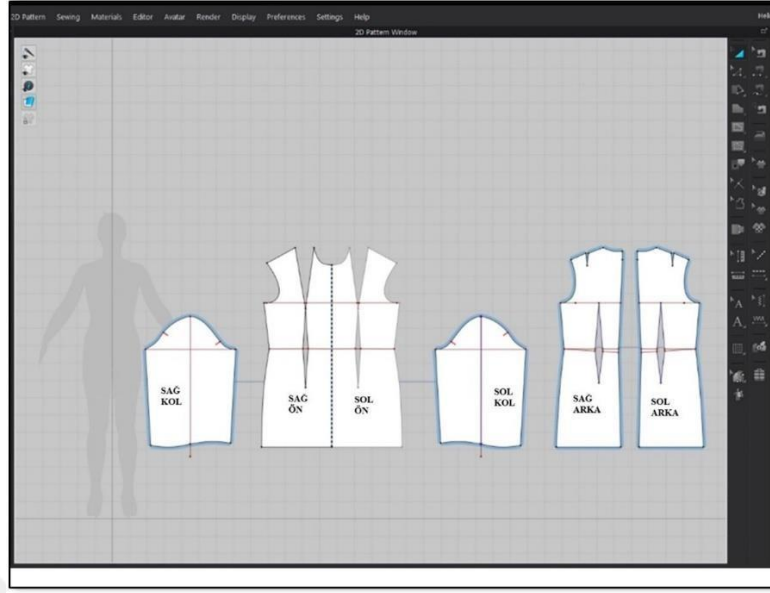 2D Pattern Sewing Materials Editor Avatar Render Display Preferences Settings Help
2D Pattern Window
SAĞ
KOL
SAĞ
ÖN
SOL
ÖN
SOL
KOL
SAĞ
ARKA
SOL
ARKA